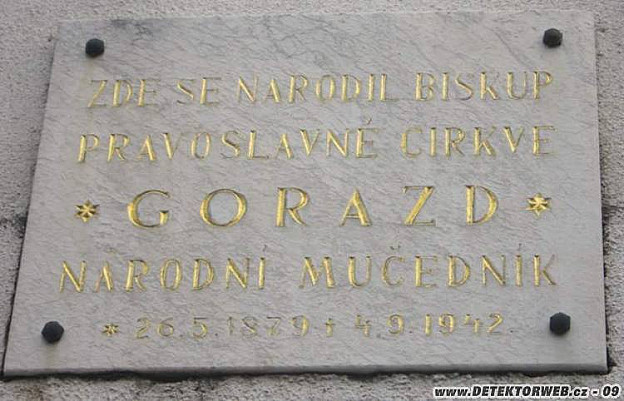 ZDE SE NARODIL BISKUP
PRAVOSLAVNÉ CÍRKVE
* GORAZD *
NÁRODNÍ MUČEDNÍK
* 26.5.1879 † 4.9.1942.
www.DETEKTORWEB.cz - 09